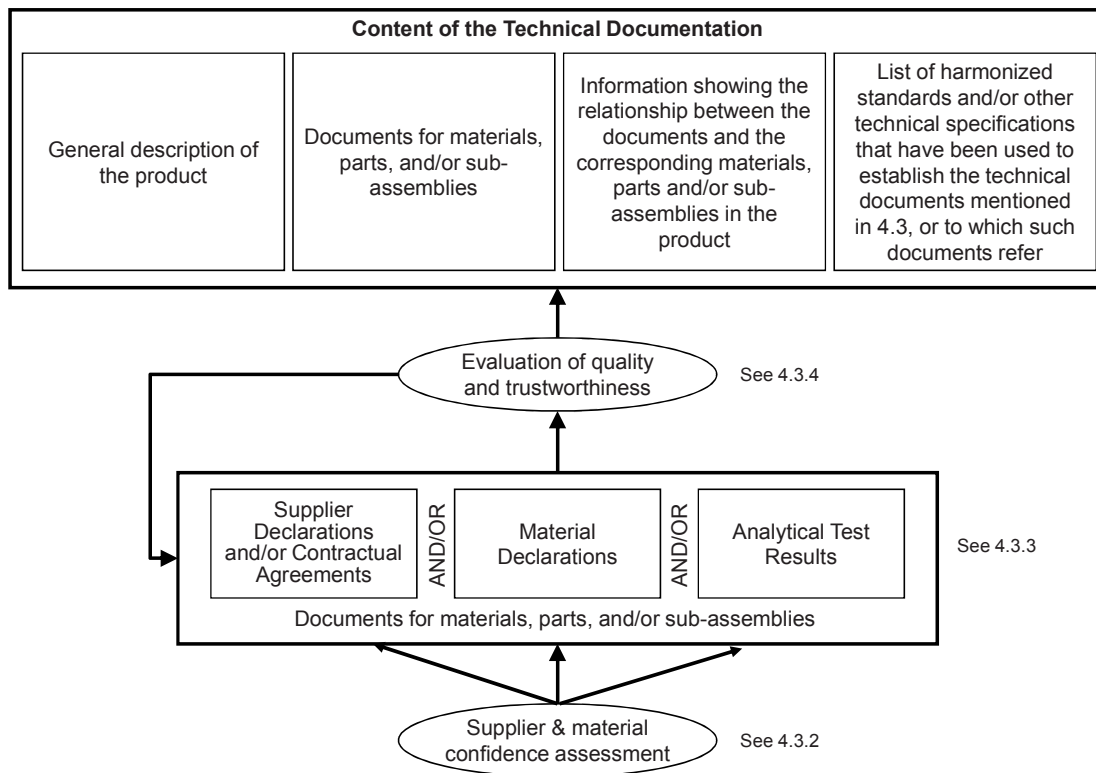 Content of the Technical Documentation
General description of
the product
Documents for materials,
parts, and/or sub-
assemblies
Information showing the
relationship between the
documents and the
corresponding materials,
parts and/or sub-
assemblies in the
product
List of harmonized
standards and/or other
technical specifications
that have been used to
establish the technical
documents mentioned
in 4.3, or to which such
documents refer
Evaluation of quality
and trustworthiness
See 4.3.4
Supplier
Declarations
and/or Contractual
Agreements
AND/OR
Material
Declarations
AND/OR
Analytical Test
Results
See 4.3.3
Documents for materials, parts, and/or sub-assemblies
Supplier & material
confidence assessment
See 4.3.2